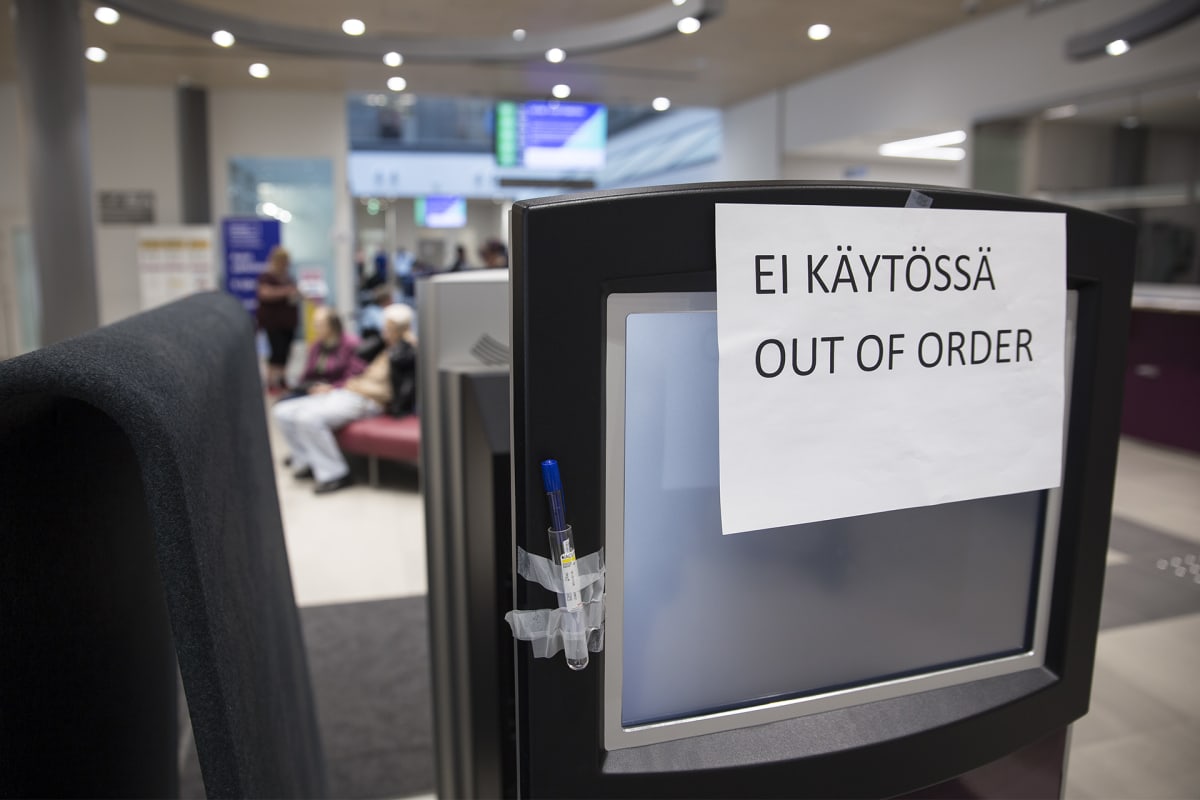 EI KÄYTÖSSÄ
OUT OF ORDER